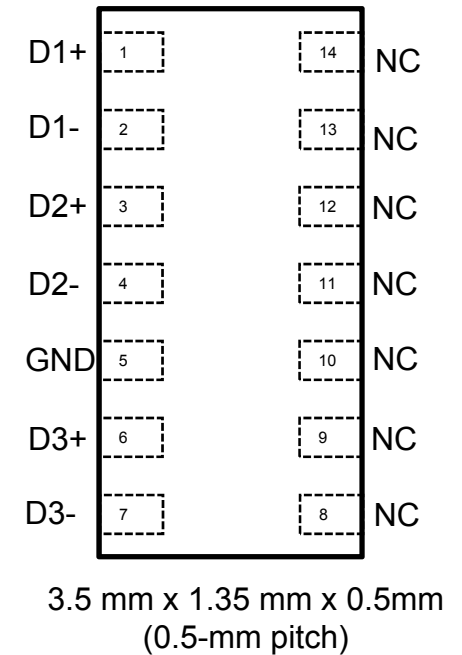 D1+ 1 14 NC
D1- 2 13 NC
D2+ 3 12 NC
D2- 4 11 NC
GND 5 10 NC
D3+ 6 9 NC
D3- 7 8 NC
3.5 mm x 1.35 mm x 0.5mm
(0.5-mm pitch)